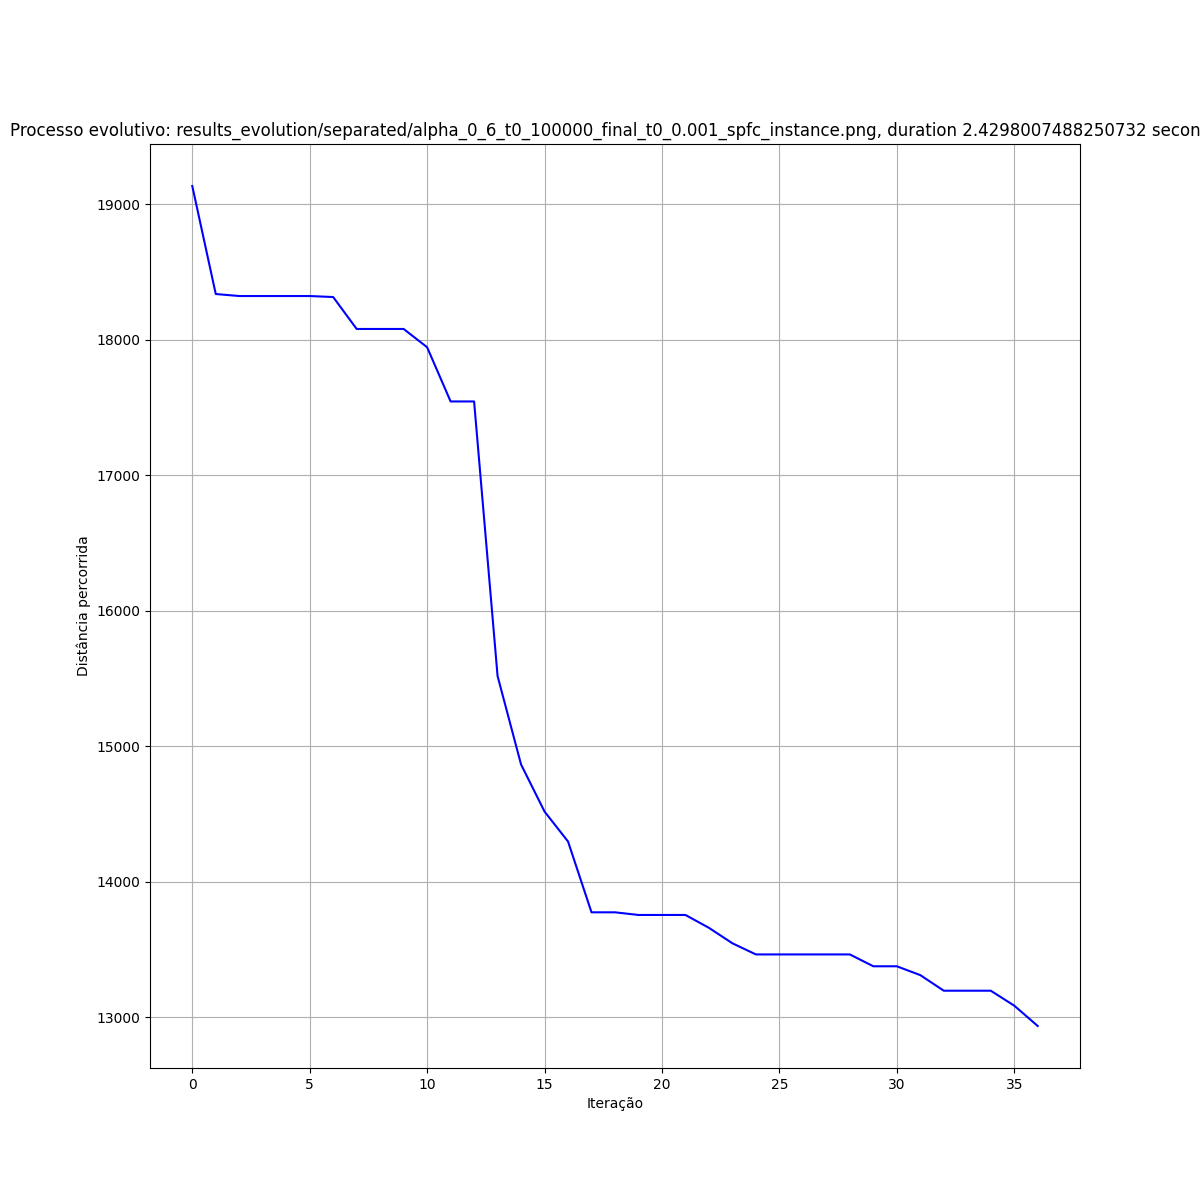 Processo evolutivo: results_evolution/separated/alpha_0_6_t0_100000_final_t0_0.001_spfc_instance.png, duration 2.4298007488250732 secon
19000
18000
17000
16000
15000
14000
13000
Distância percorrida
0 5 10 15 20 25 30 35
Iteração